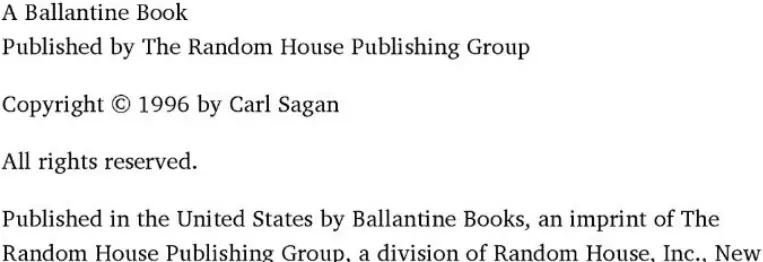 A Ballantine Book
Published by The Random House Publishing Group
Copyright © 1996 by Carl Sagan
All rights reserved.
Published in the United States by Ballantine Books, an imprint of The
Random House Publishing Group, a division of Random House, Inc., New